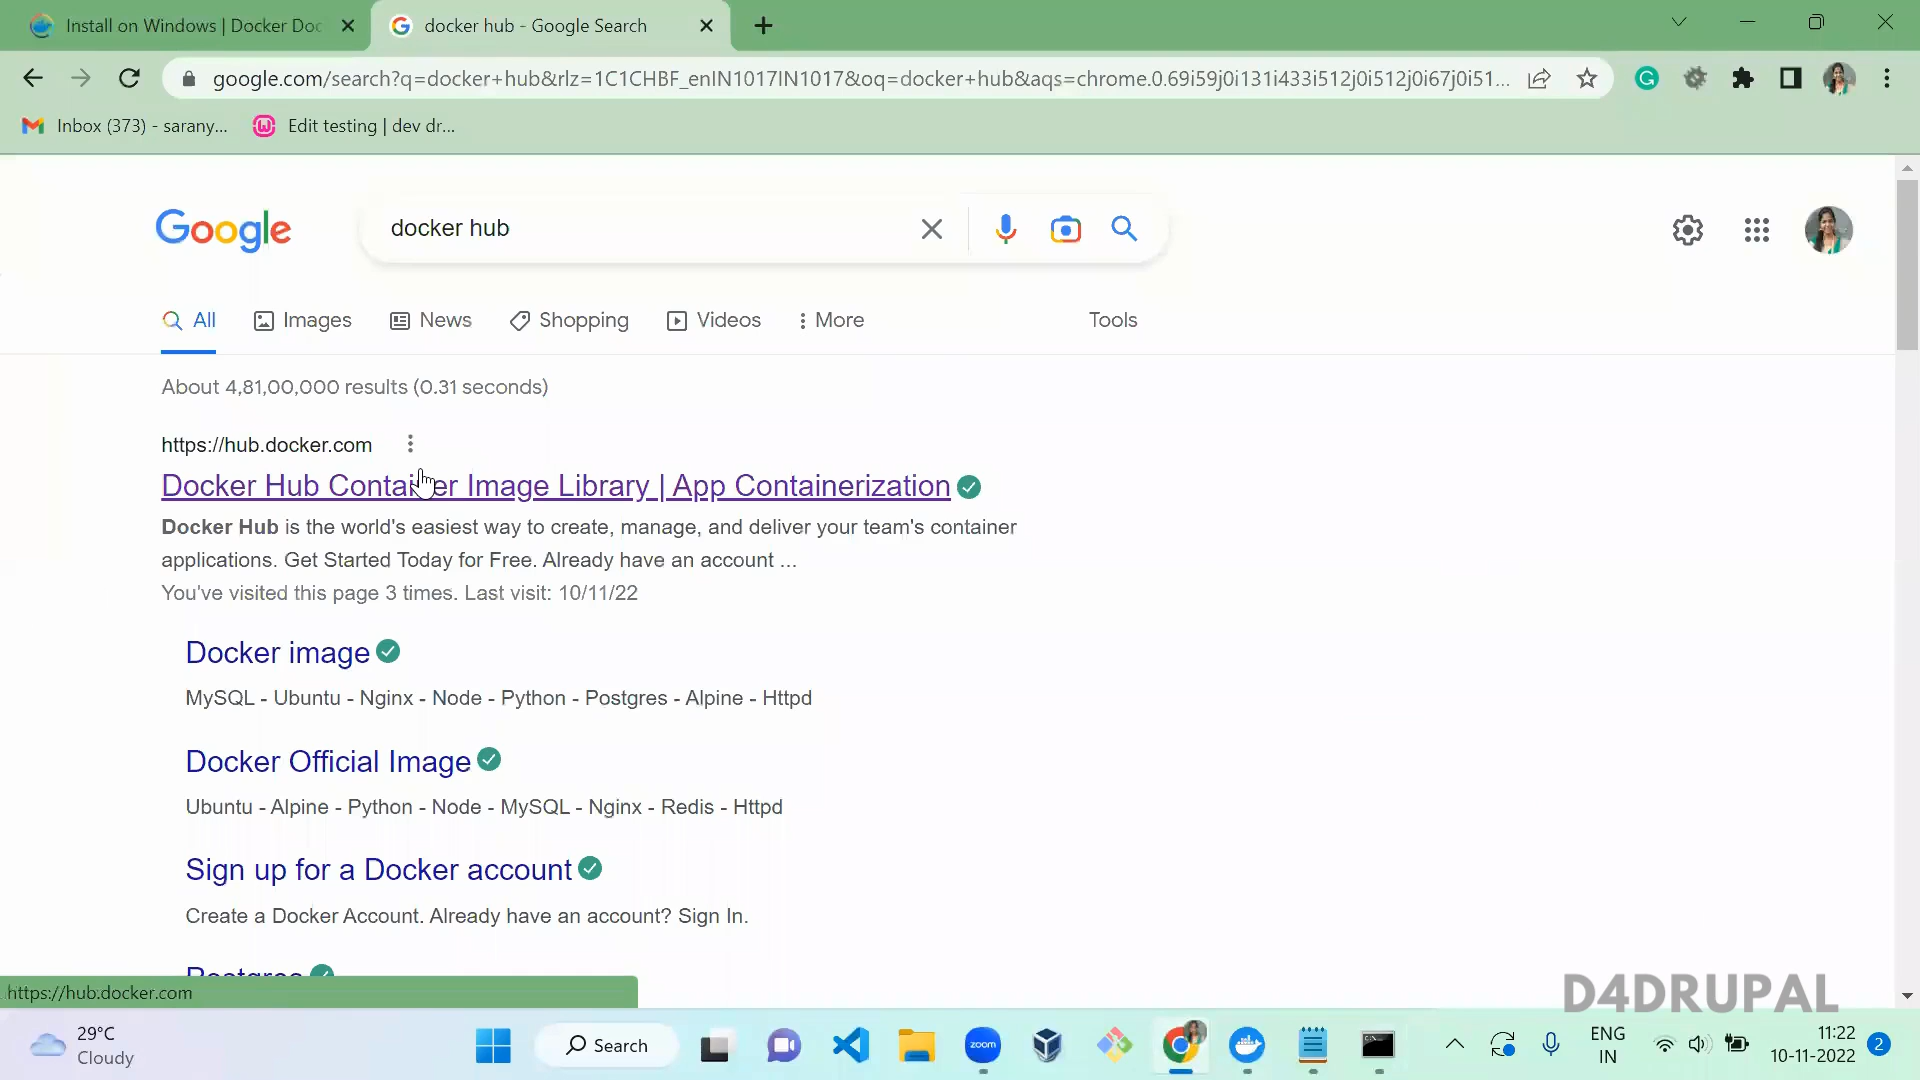 Install on Windows | Docker Doc
docker hub - Google Search
google.com/search?q=docker+hub&rlz=1C1CHBF_enIN1017IN1017&oq=docker+hub&aqs=chrome.0.69i59j0i131i433i512j0i512j0i67j0i51...
Inbox (373) - sarany...
Edit testing | dev dr...
Google
docker hub
All
Images
News
Shopping
Videos
More
Tools
About 4,81,00,000 results (0.31 seconds)
https://hub.docker.com
Docker Hub Container Image Library | App Containerization
Docker Hub is the world's easiest way to create, manage, and deliver your team's container
applications. Get Started Today for Free. Already have an account ...
You've visited this page 3 times. Last visit: 10/11/22
Docker image
MySQL - Ubuntu - Nginx - Node - Python - Postgres - Alpine - Httpd
Docker Official Image
Ubuntu - Alpine - Python - Node - MySQL - Nginx - Redis - Httpd
Sign up for a Docker account
Create a Docker Account. Already have an account? Sign In.
Postgres
https://hub.docker.com
D4DRUPAL
29°C
Cloudy
Search
zoom
ENG
IN
11:22
10-11-2022
2